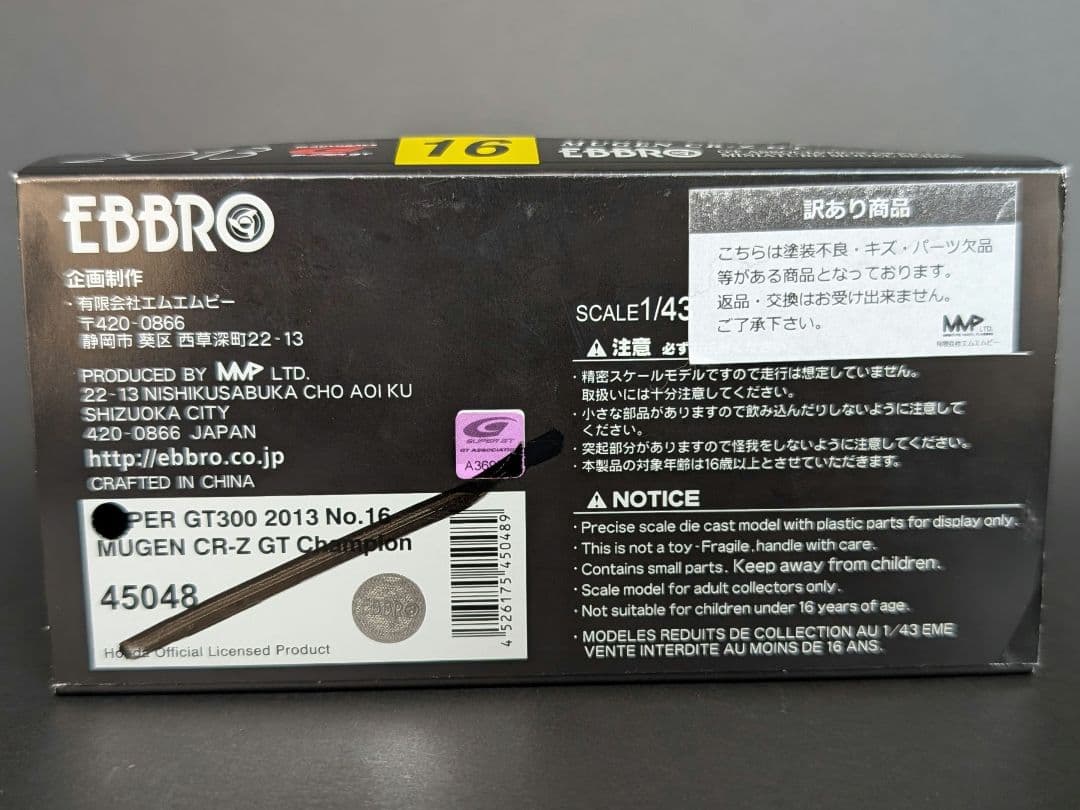 16
EBBRO
EBBRO
企画制作
・有限会社エムエムピー
〒420-0866
静岡市 葵区 西草深町22-13
PRODUCED BY MMP LTD.
22-13 NISHIKUSABUKA CHO AOI KU
SHIZUOKA CITY
420-0866 JAPAN
http://ebbro.co.jp
CRAFTED IN CHINA
SUPER GT
GT ASSOCIATION
A369
PER GT300 2013 No.16
MUGEN CR-Z GT Champion
45048
EBBRO
4 526175 450489
Honda Official Licensed Product
訳あり商品
こちらは塗装不良・キズ・パーツ欠品
等がある商品となっております。
返品・交換はお受け出来ません。
ご了承下さい。
MMP LTD.
有限会社エムエムピー
SCALE1/43
注意 必ず
・精密スケールモデルですので走行は想定していません。
取扱いには十分注意してください。
・小さな部品がありますので飲み込んだりしないように注意して
ください。
・突起部分がありますので怪我をしないように注意してください。
・本製品の対象年齢は16歳以上とさせていただきます。
NOTICE
・Precise scale die cast model with plastic parts for display only.
・This is not a toy-Fragile.handle with care.
・Contains small parts. Keep away from children.
・Scale model for adult collectors only.
・Not suitable for children under 16 years of age.
・MODELES REDUITS DE COLLECTION AU 1/43 EME
VENTE INTERDITE AU MOINS DE 16 ANS.